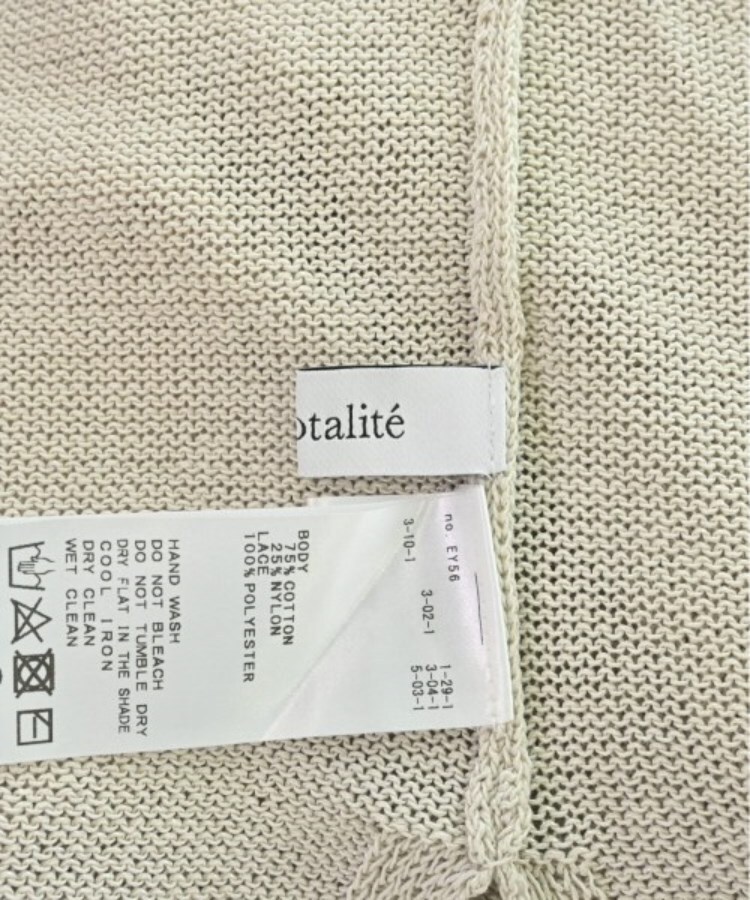 otalité
no. EY56
3-10-1
3-02-1
1-29-1
3-04-1
5-03-1
BODY
75% COTTON
25% NYLON
LACE
100% POLYESTER
HAND WASH
DO NOT BLEACH
DO NOT TUMBLE DRY
DRY FLAT IN THE SHADE
COOL IRON
DRY CLEAN
WET CLEAN